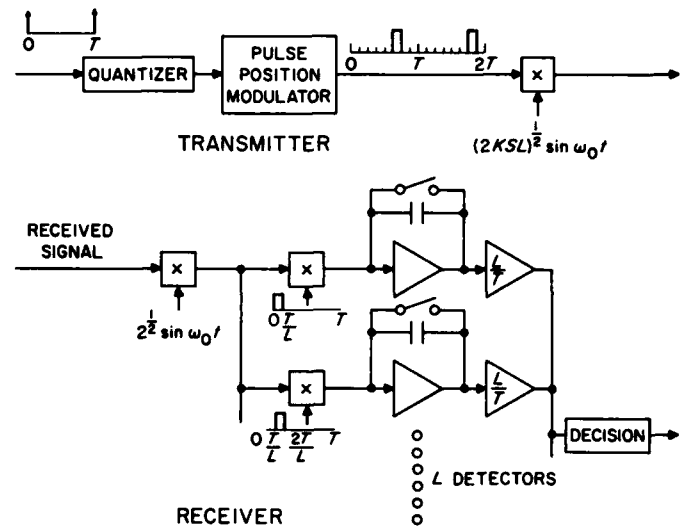 0 T
QUANTIZER
PULSE
POSITION
MODULATOR
0 T 2T
×
(2KSL)^{1/2} sin ω₀t
TRANSMITTER
RECEIVED
SIGNAL
×
2^{1/2} sin ω₀t
×
0 T/L T
L/T
×
0 T/L 2T/L T
L/T
DECISION
L DETECTORS
RECEIVER